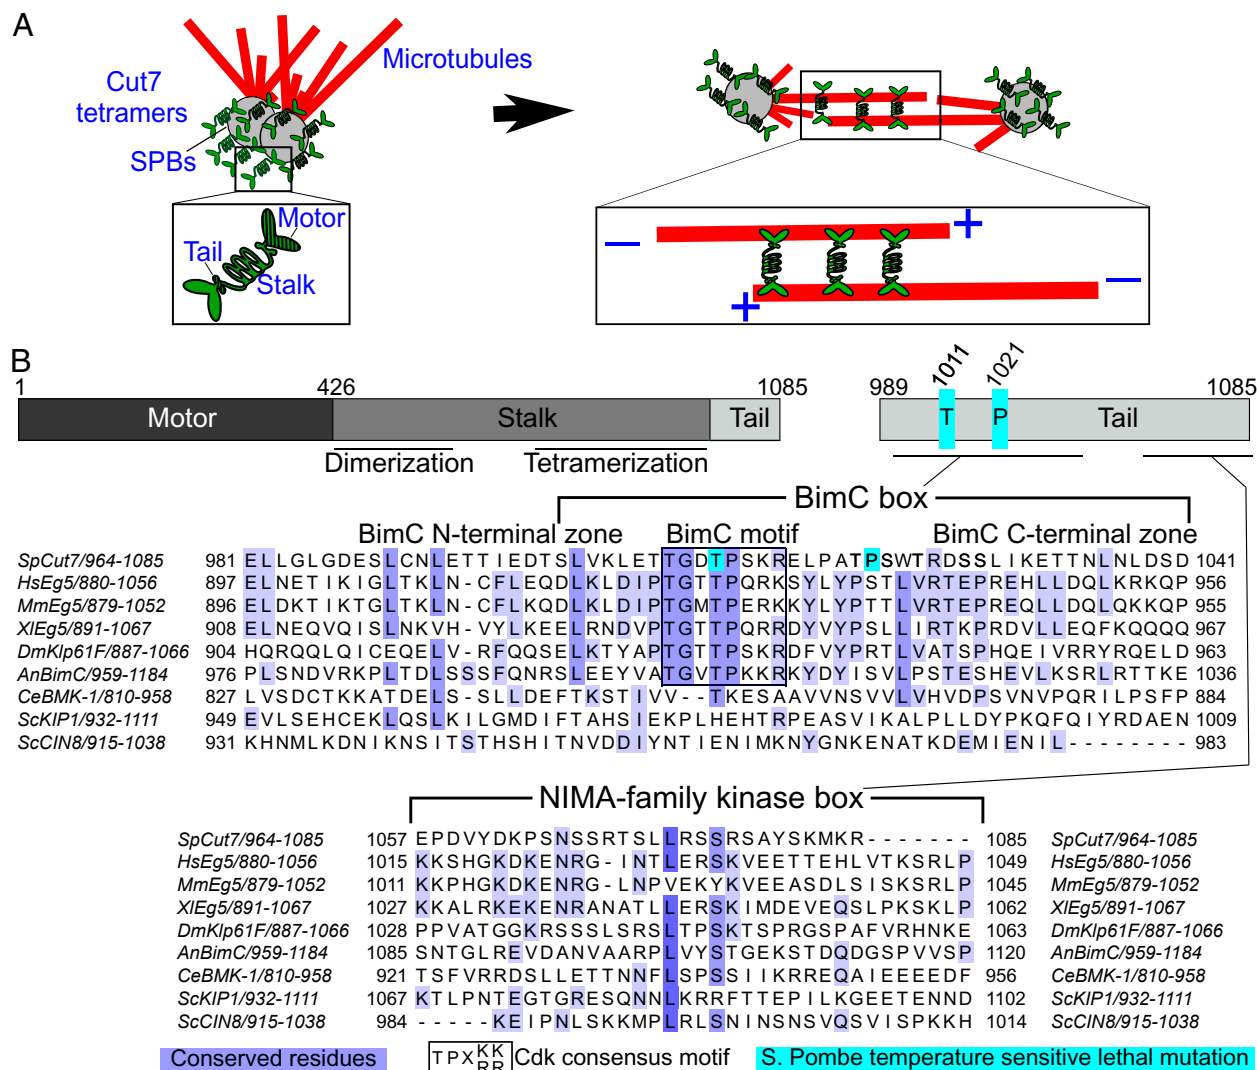 A
Cut7
tetramers
Microtubules
SPBs
Motor
Tail
Stalk
— +
+ —
B
1 426 1085 989 1011 1021 1085
Motor Stalk Tail T P Tail
Dimerization Tetramerization
BimC box
BimC N-terminal zone BimC motif BimC C-terminal zone
SpCut7/964-1085 981 ELLGLGDESLCNLETTIEDTSLVKLETTGDTPSKRELPATPSWTRDSSLIKETTNLNLDSD 1041
HsEg5/880-1056 897 ELNETIKIGLTKLN-CFLEQDLKLDIPTGTTPQRKSYLYPSTLVRTEPREHLLDQLKRKQP 956
MmEg5/879-1052 896 ELDKTIKTGLTKLN-CFLKQDLKLDIPTGMTPERKKYLYPTTLVRTEPREQLLDQLQKKQP 955
XlEg5/891-1067 908 ELNEQVQISLNKVH-VYLKEELRNDVPTGTTPQRRDYVYPSLLIRTKPRDVLLEQFKQQQQ 967
DmKlp61F/887-1066 904 HQRQQLQICEQELV-RFQQSELKTYAPTGTTPSKRDFVYPRTLVATSPHQEIVRRYRQELD 963
AnBimC/959-1184 976 PLSNDVRKPLTDLSSSFQNRSLEEYVATGVTPKKRKYDYISVLPSTESHEVLKSRLRTTKE 1036
CeBMK-1/810-958 827 LVSDCTKKATDELS-SLLDEFTKSTIVV--TKESAAVVNSVVLVHVDPSVNVPQRILPSFP 884
ScKIP1/932-1111 949 EVLSEHCEKLQSLKILGMDIFTAHSIEKPLHEHTRPEASVIKALPLLDYPKQFQIYRDAEN 1009
ScCIN8/915-1038 931 KHNMLKDNIKNSITSTHSHITNVDDIYNTIENIMKNYGNKENATKDEMIENIL-------- 983
NIMA-family kinase box
SpCut7/964-1085 1057 EPDVYDKPSNSSRTSLLRSSRSAYSKMKR------- 1085 SpCut7/964-1085
HsEg5/880-1056 1015 KKSHGKDKENRG-INTLERSKVEETTEHLVTKSRLP 1049 HsEg5/880-1056
MmEg5/879-1052 1011 KKPHGKDKENRG-LNPVEKYKVEEASDLSISKSRLP 1045 MmEg5/879-1052
XlEg5/891-1067 1027 KKALRKEKENRANATLLERSKIMDEVEQSLPKSKLP 1062 XlEg5/891-1067
DmKlp61F/887-1066 1028 PPVATGGKRSSSLSRSLTPSKTSPRGSPAFVRHNKE 1063 DmKlp61F/887-1066
AnBimC/959-1184 1085 SNTGLREVDANVAARPLVYSTGEKSTDQDGSPVVSP 1120 AnBimC/959-1184
CeBMK-1/810-958 921 TSFVRRDSLLETTNNFLSPSSIIKRREQAIEEEEDF 956 CeBMK-1/810-958
ScKIP1/932-1111 1067 KTLPNTEGTGRESQNNLKRRFTTEPILKGEETENND 1102 ScKIP1/932-1111
ScCIN8/915-1038 984 -----KEIPNLSKKMPLRLSNINSNSVQSVISPKKH 1014 ScCIN8/915-1038
Conserved residues TPXKK Cdk consensus motif S. Pombe temperature sensitive lethal mutation
RR